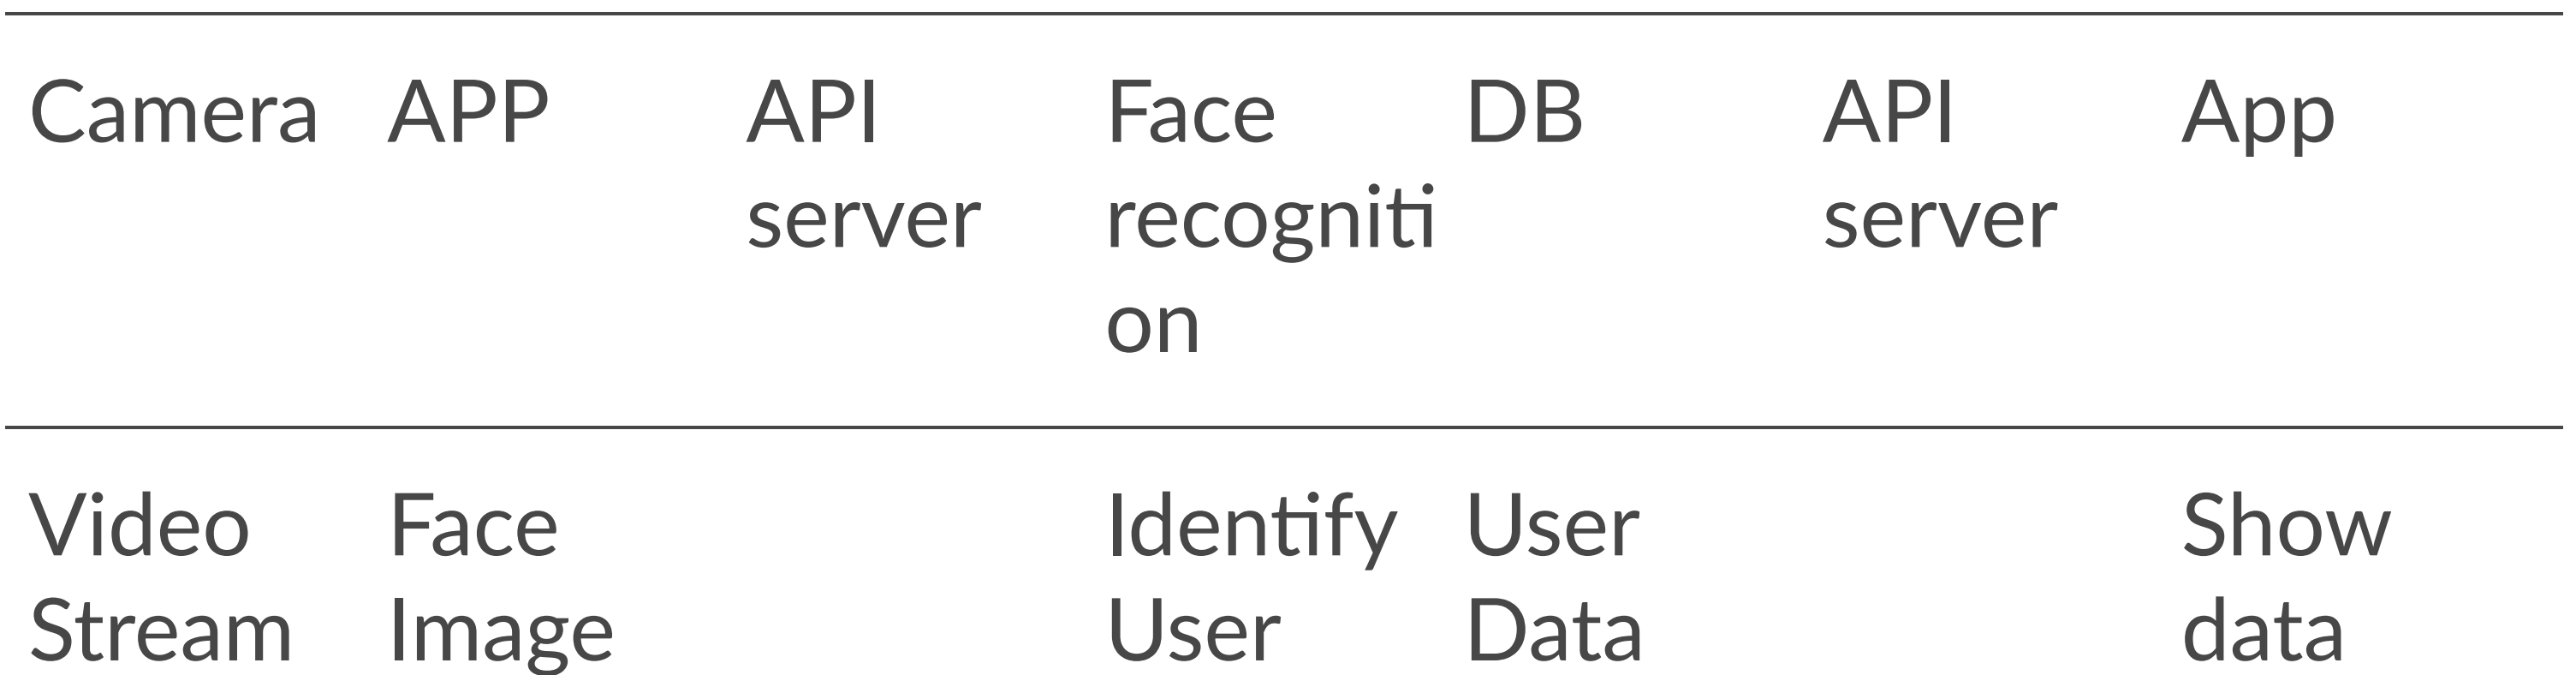 Camera APP API Face DB API App
server recogniti server
on
Video Face Identify User Show
Stream Image User Data data